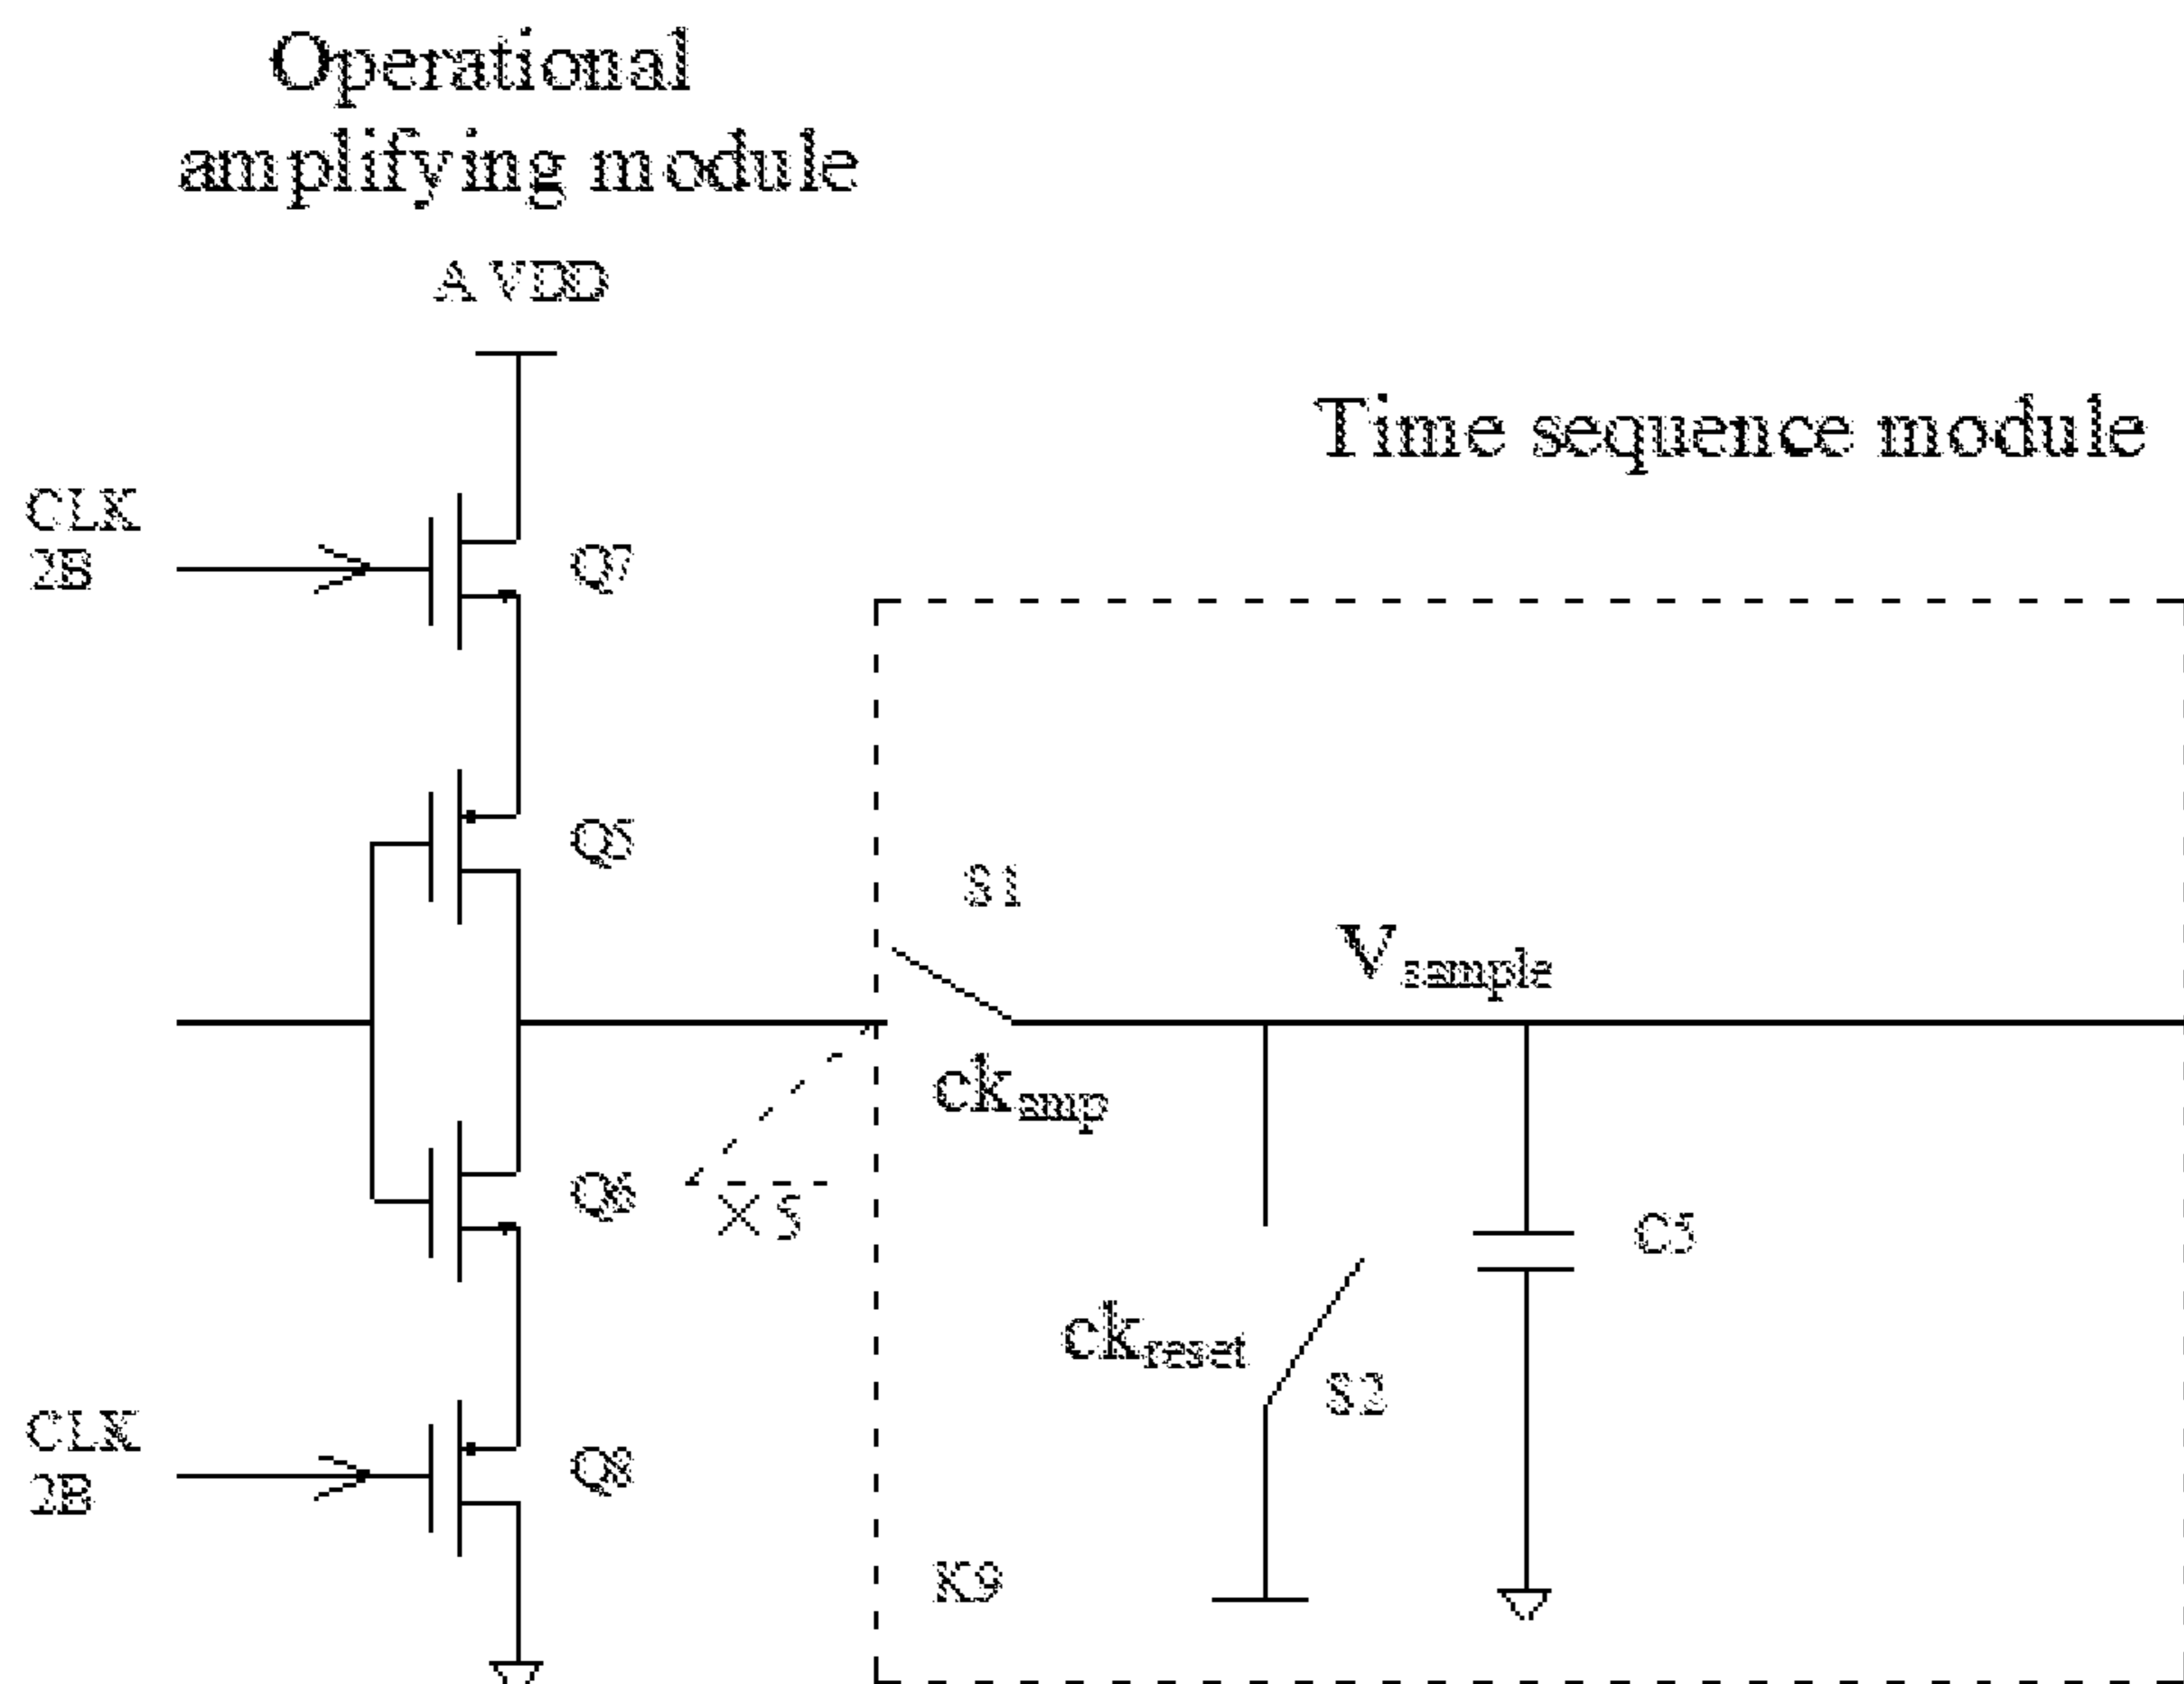 Operational
amplifying module
AVDD
Time sequence module
CLK
2B
Q7
Q5
S1
Vsample
ckamp
Q6
X5
C5
ckreset
S2
CLK
2B
Q8
K9